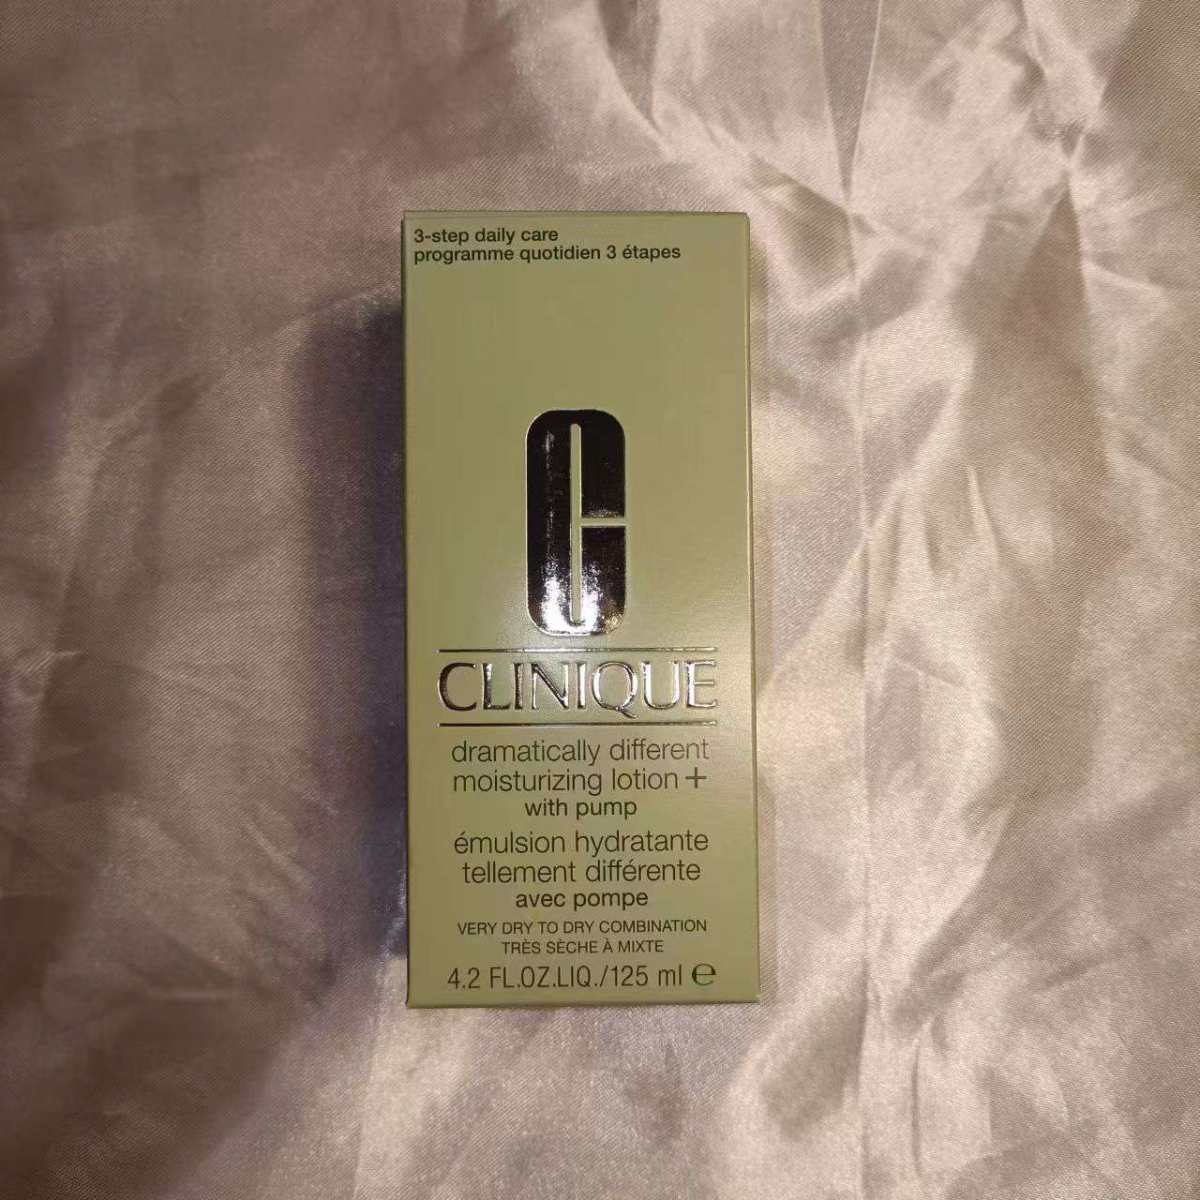 3-step daily care
programme quotidien 3 étapes
C
CLINIQUE
dramatically different
moisturizing lotion +
with pump
émulsion hydratante
tellement différente
avec pompe
VERY DRY TO DRY COMBINATION
TRÈS SÈCHE À MIXTE
4.2 FL.OZ.LIQ./125 ml ℮